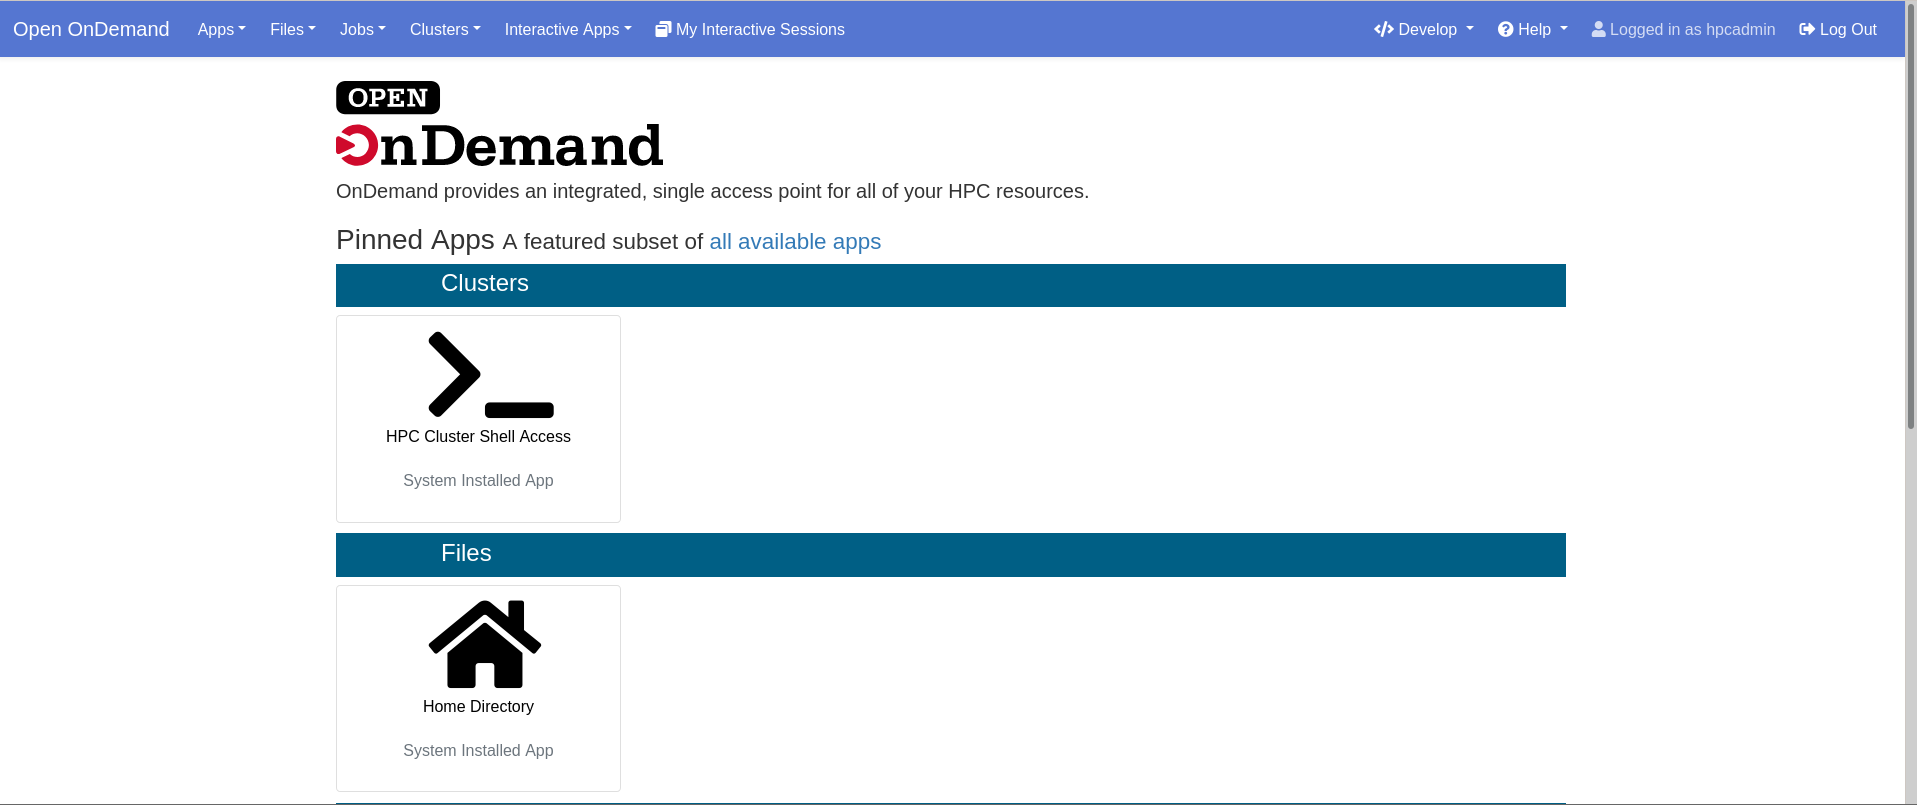 Open OnDemand Apps Files Jobs Clusters Interactive Apps My Interactive Sessions Develop Help Logged in as hpcadmin Log Out
OPEN
OnDemand
OnDemand provides an integrated, single access point for all of your HPC resources.
Pinned Apps A featured subset of all available apps
Clusters
HPC Cluster Shell Access
System Installed App
Files
Home Directory
System Installed App